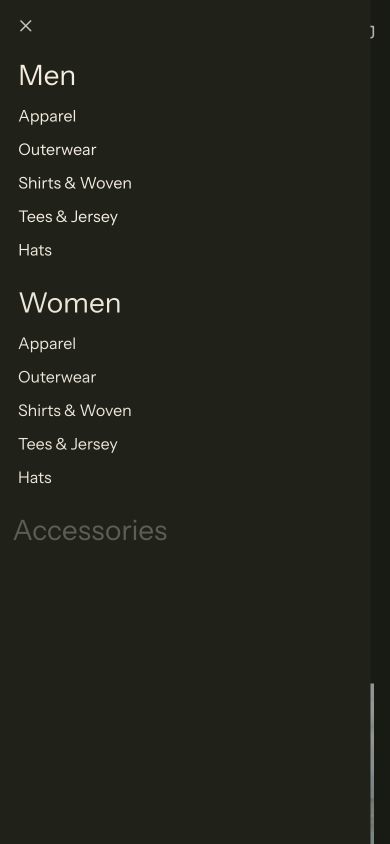 Men
Apparel
Outerwear
Shirts & Woven
Tees & Jersey
Hats
Women
Apparel
Outerwear
Shirts & Woven
Tees & Jersey
Hats
Accessories